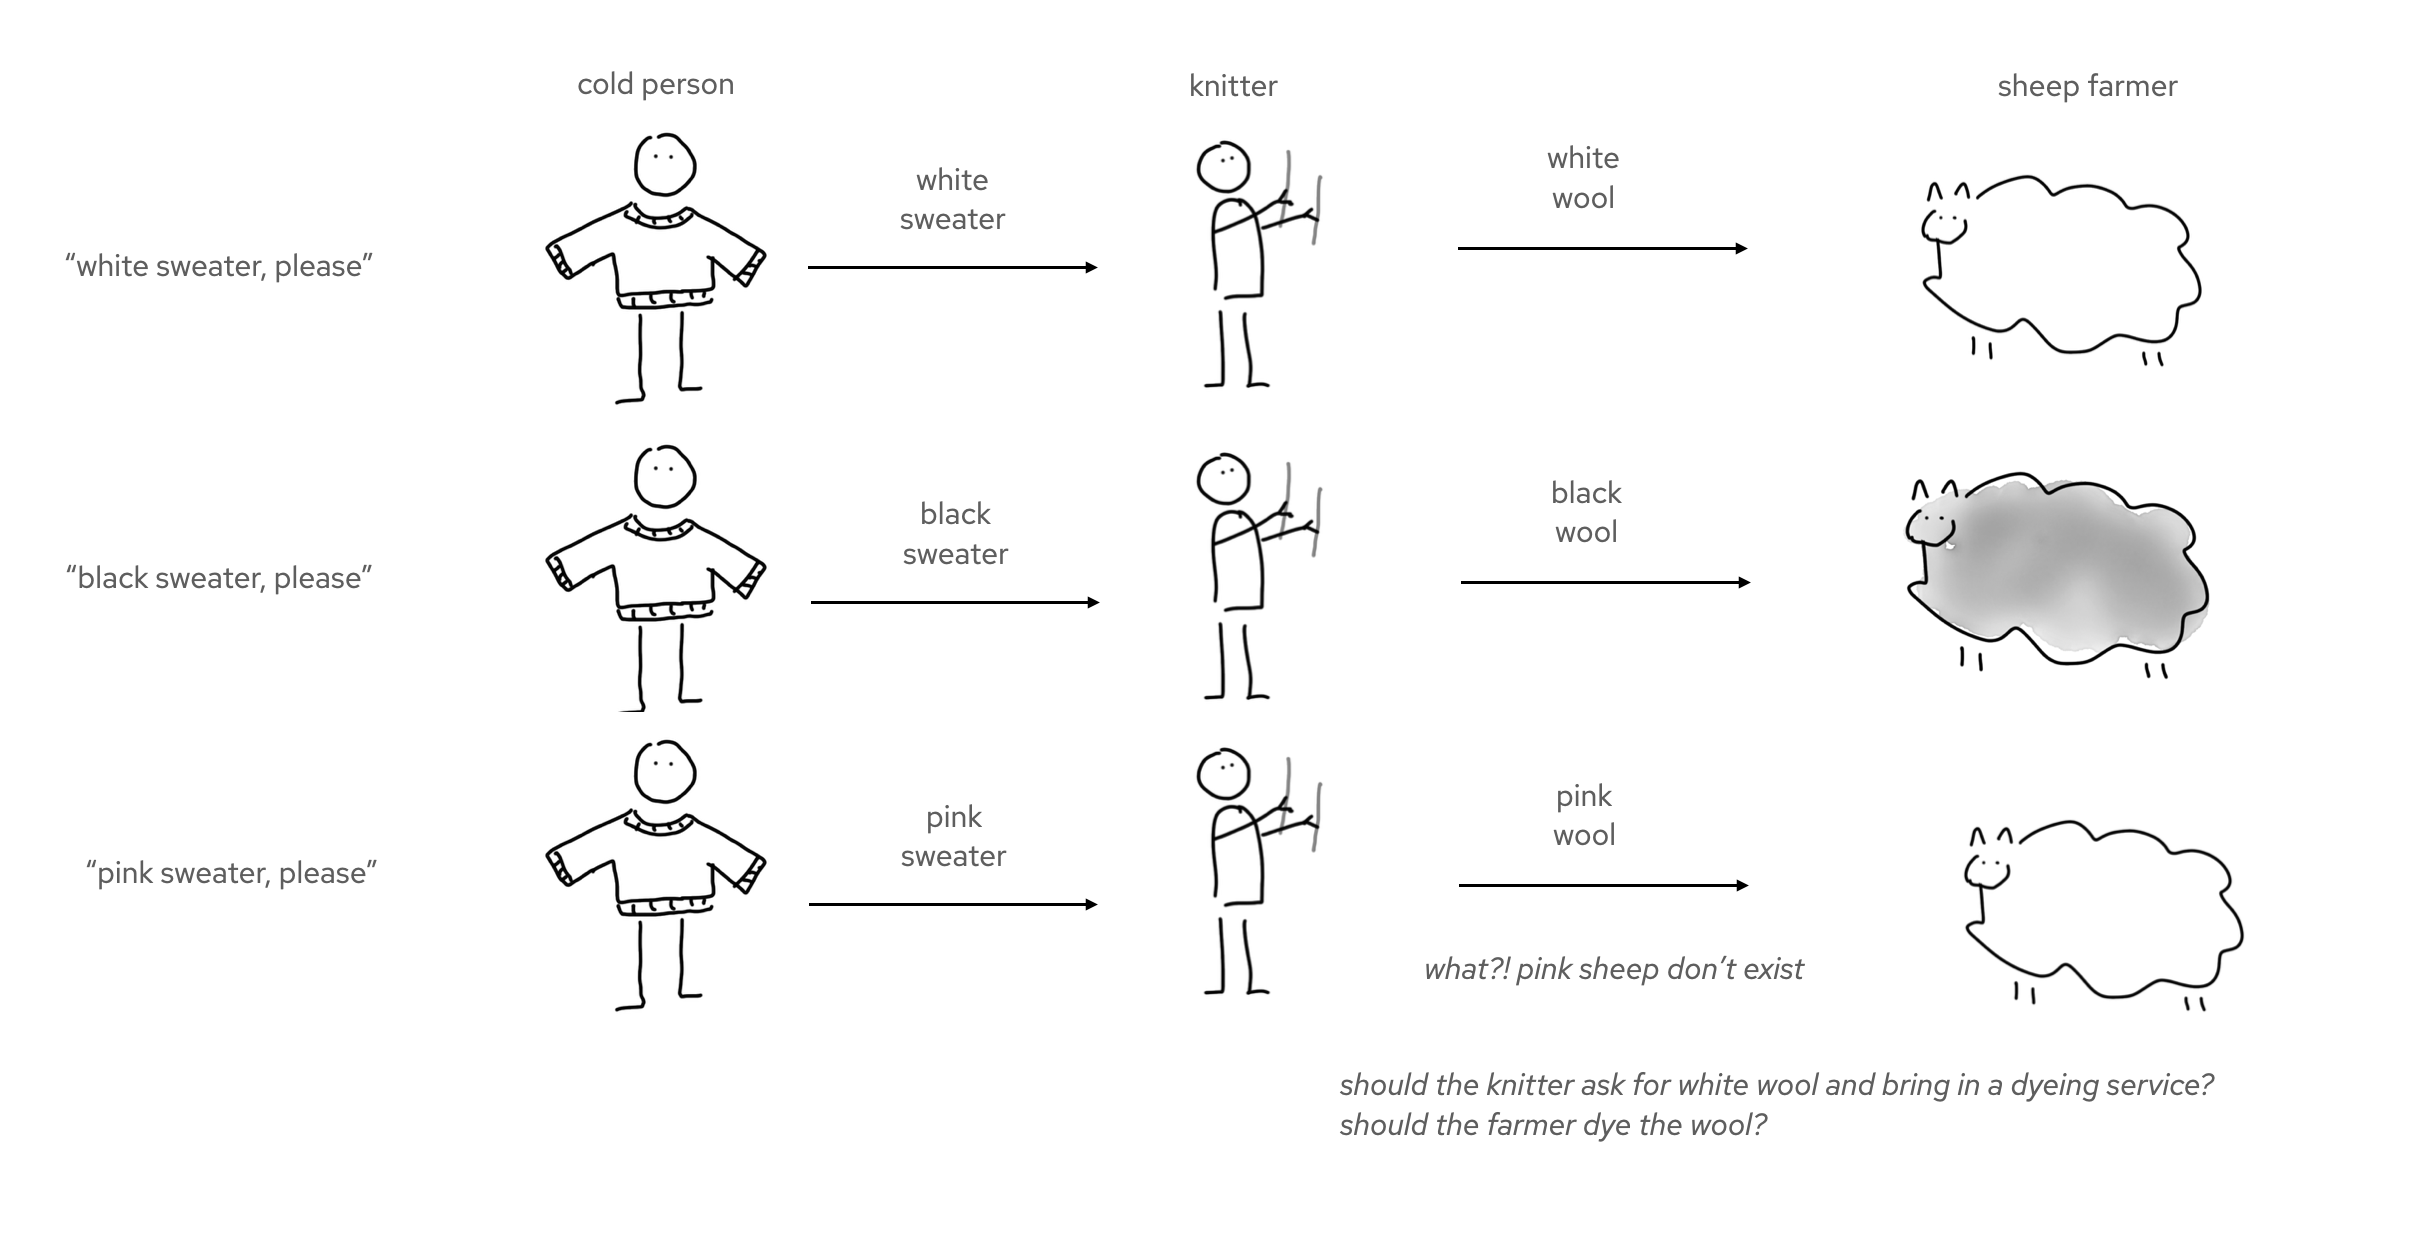 cold person
knitter
sheep farmer
“white sweater, please”
white
sweater
white
wool
“black sweater, please”
black
sweater
black
wool
“pink sweater, please”
pink
sweater
pink
wool
what?! pink sheep don’t exist
should the knitter ask for white wool and bring in a dyeing service?
should the farmer dye the wool?